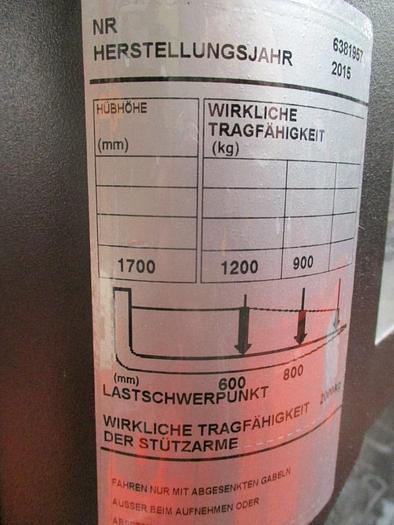 NR 6381957
HERSTELLUNGSJAHR 2015
HÜBHÖHE
(mm)
WIRKLICHE
TRAGFÄHIGKEIT
(kg)
1700 1200 900
(mm) 600 800
LASTSCHWERPUNKT
WIRKLICHE TRAGFÄHIGKEIT 2000kg
DER STÜTZARME
FAHREN NUR MIT ABGESENKTEN GABELN
AUSSER BEIM AUFNEHMEN ODER